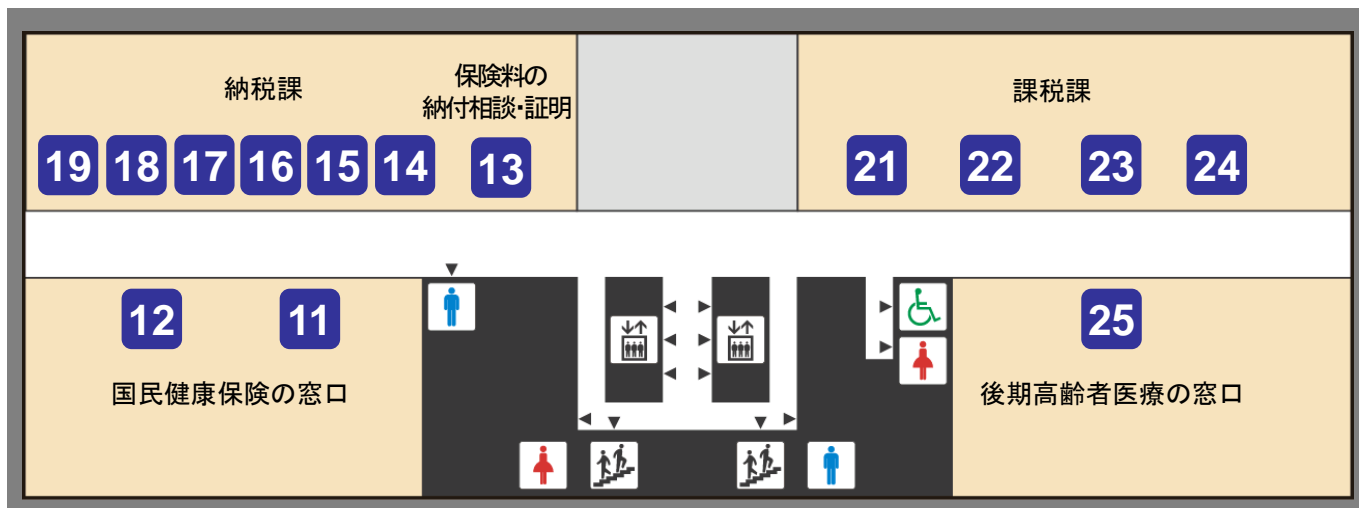 納税課
保険料の
納付相談・証明
課税課
19 18 17 16 15 14 13
21 22 23 24
12 11
25
国民健康保険の窓口
後期高齢者医療の窓口